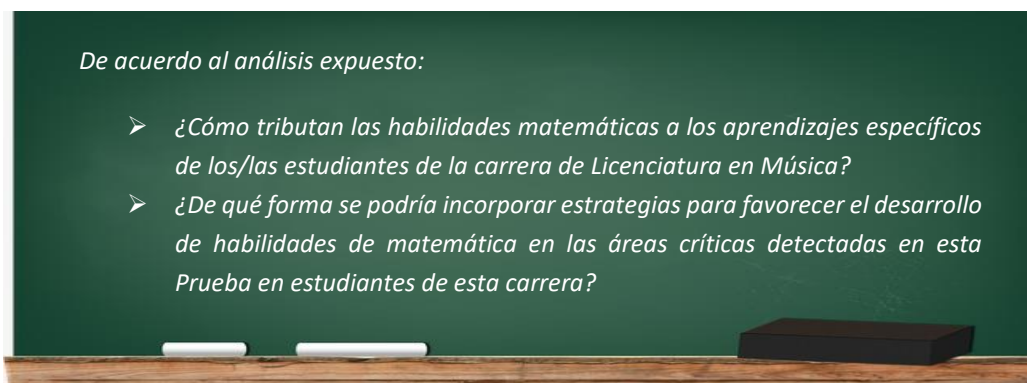 De acuerdo al análisis expuesto:
➢ ¿Cómo tributan las habilidades matemáticas a los aprendizajes específicos
de los/las estudiantes de la carrera de Licenciatura en Música?
➢ ¿De qué forma se podría incorporar estrategias para favorecer el desarrollo
de habilidades de matemática en las áreas críticas detectadas en esta
Prueba en estudiantes de esta carrera?